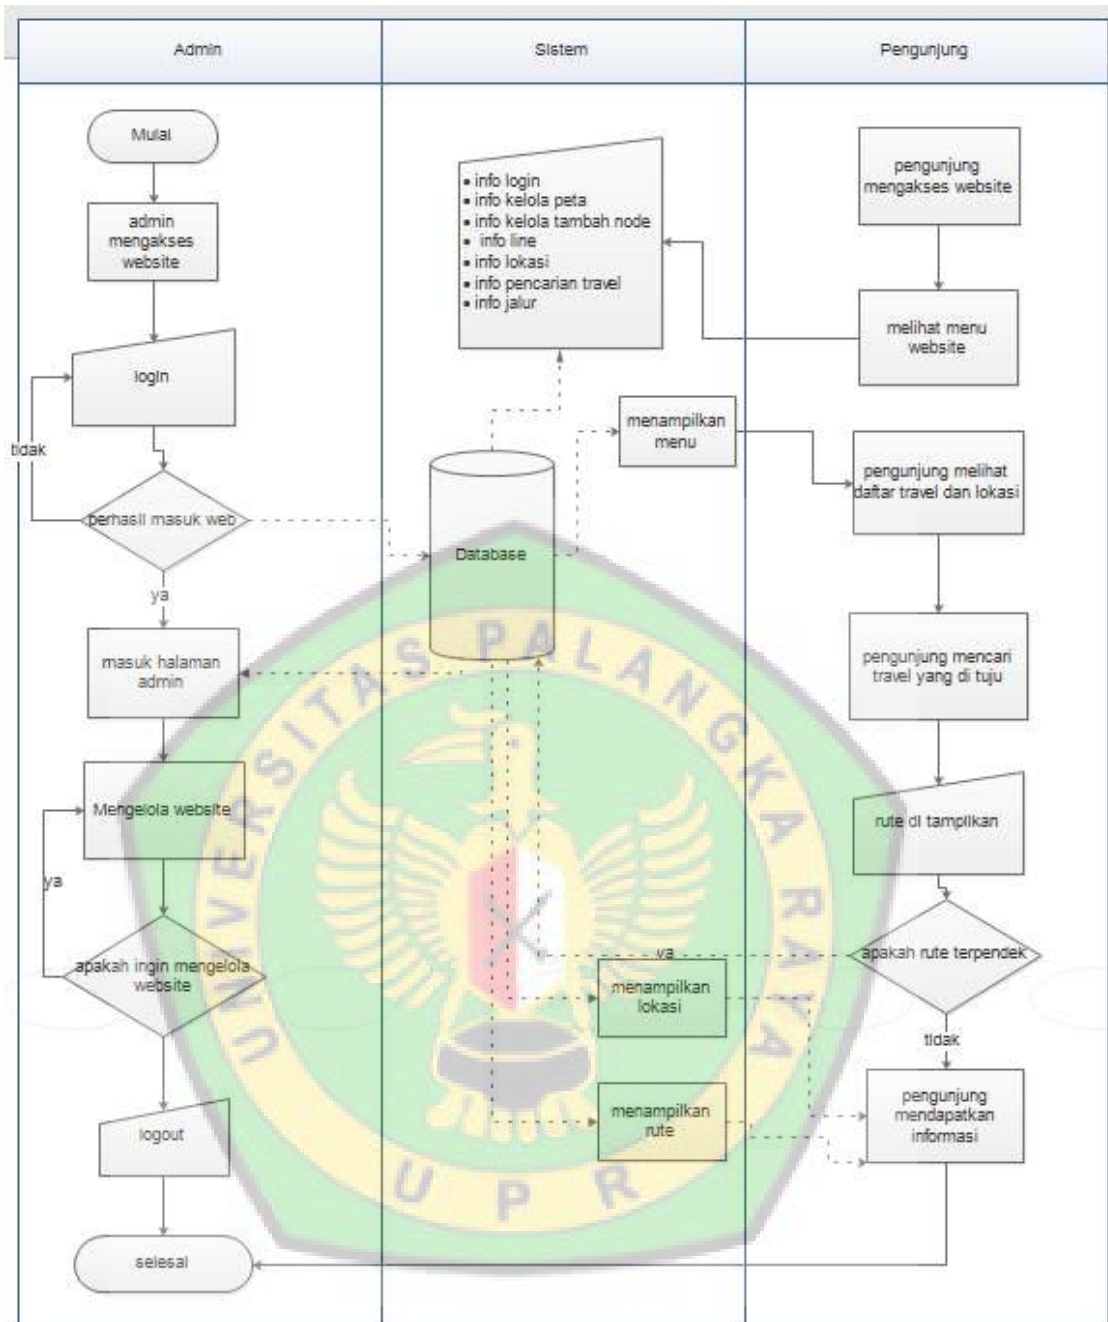 Admin
Sistem
Pengunjung
Mulai
admin
mengakses
website
login
tidak
berhasil masuk web
ya
masuk halaman
admin
Mengelola website
ya
apakah ingin mengelola
website
logout
selesai
▪ info login
▪ info kelola peta
▪ info kelola tambah node
▪ info line
▪ info lokasi
▪ info pencarian travel
▪ info jalur
menampilkan
menu
Database
menampilkan
lokasi
menampilkan
rute
pengunjung
mengakses website
melihat menu
website
pengunjung melihat
daftar travel dan lokasi
pengunjung mencari
travel yang di tuju
rute di tampilkan
apakah rute terpendek
ya
tidak
pengunjung
mendapatkan
informasi
UNIVERSITAS PALANGKA RAYA
UPR